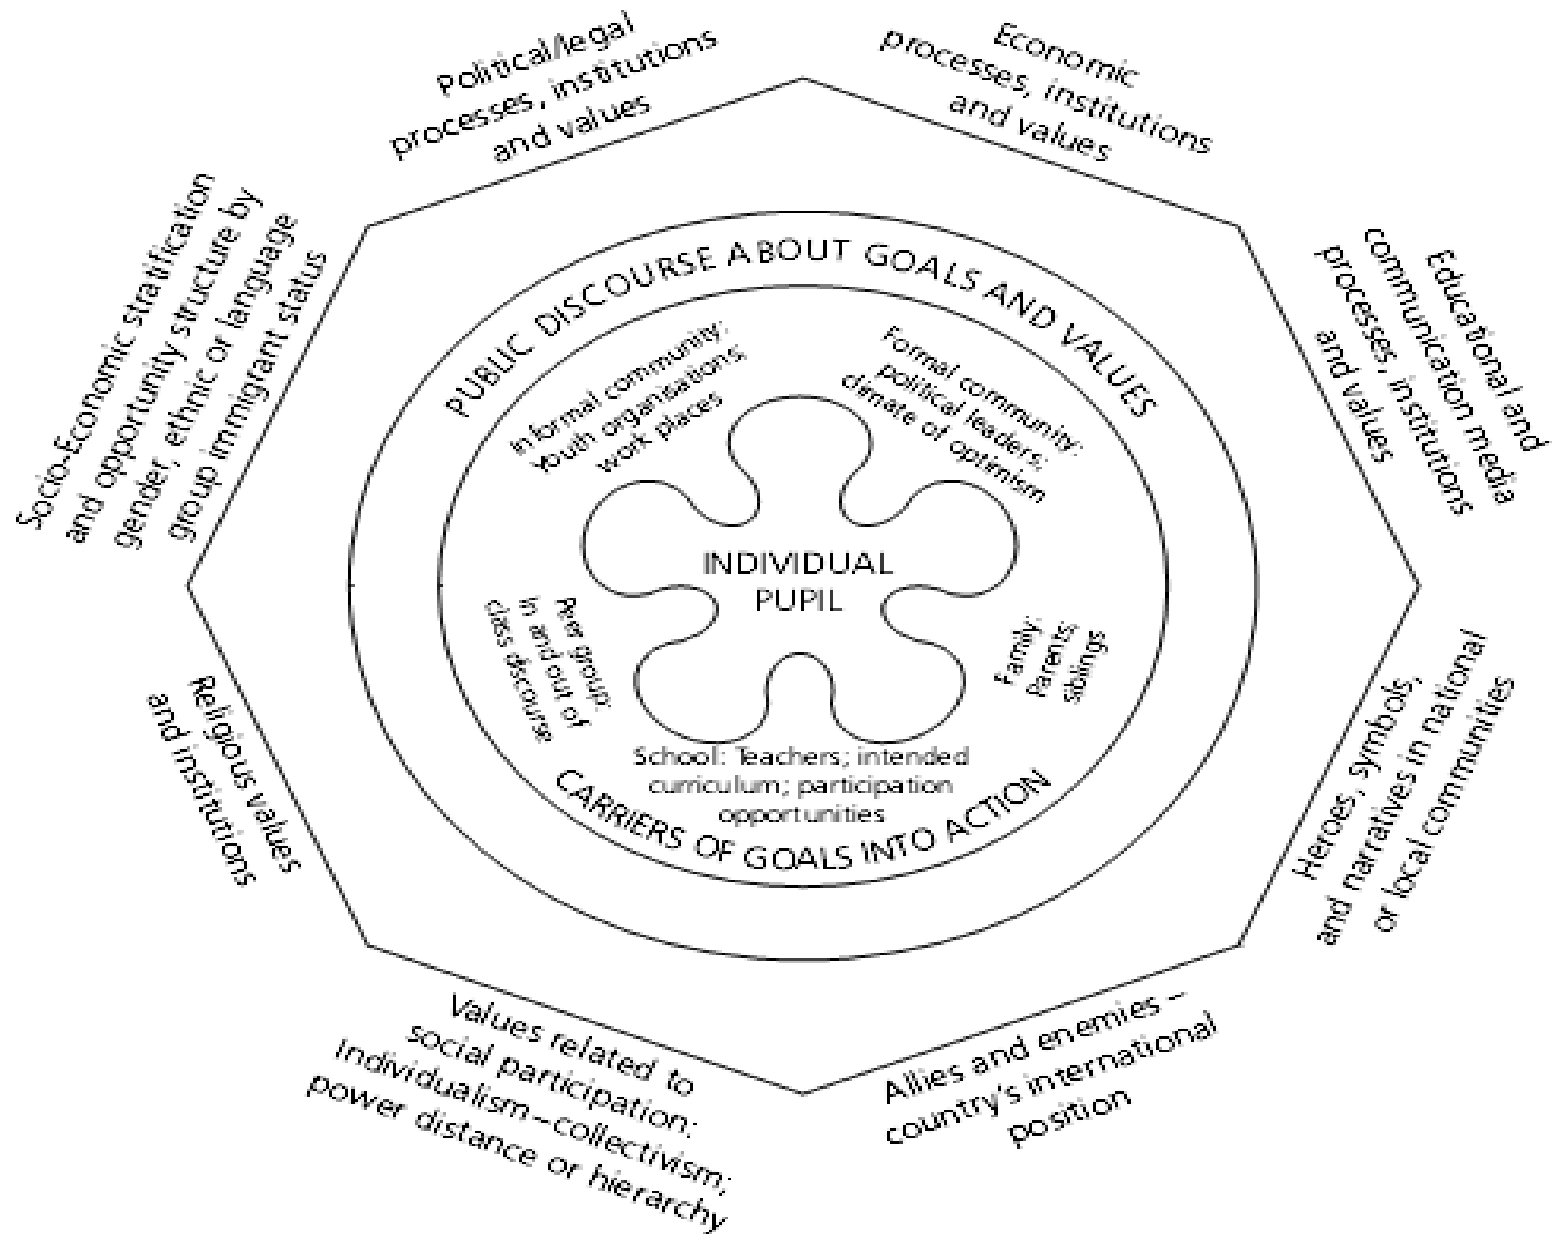 Political/legal
processes, institutions
and values
Economic
processes, institutions
and values
Educational and
communication media
processes, institutions
and values
Heroes, symbols,
and narratives in national
or local communities
Allies and enemies –
country's international
position
Values related to
social participation:
Individualism–collectivism;
power distance or hierarchy
Religious values
and institutions
Socio-Economic stratification
and opportunity structure by
gender, ethnic or language
group immigrant status
PUBLIC DISCOURSE ABOUT GOALS AND VALUES
Informal community:
Youth organisations;
work places
Formal community:
political leaders;
climate of optimism
Family:
Parents;
siblings
School: Teachers; intended
curriculum; participation
opportunities
Peer group:
in and out of
class discourse
INDIVIDUAL
PUPIL
CARRIERS OF GOALS INTO ACTION